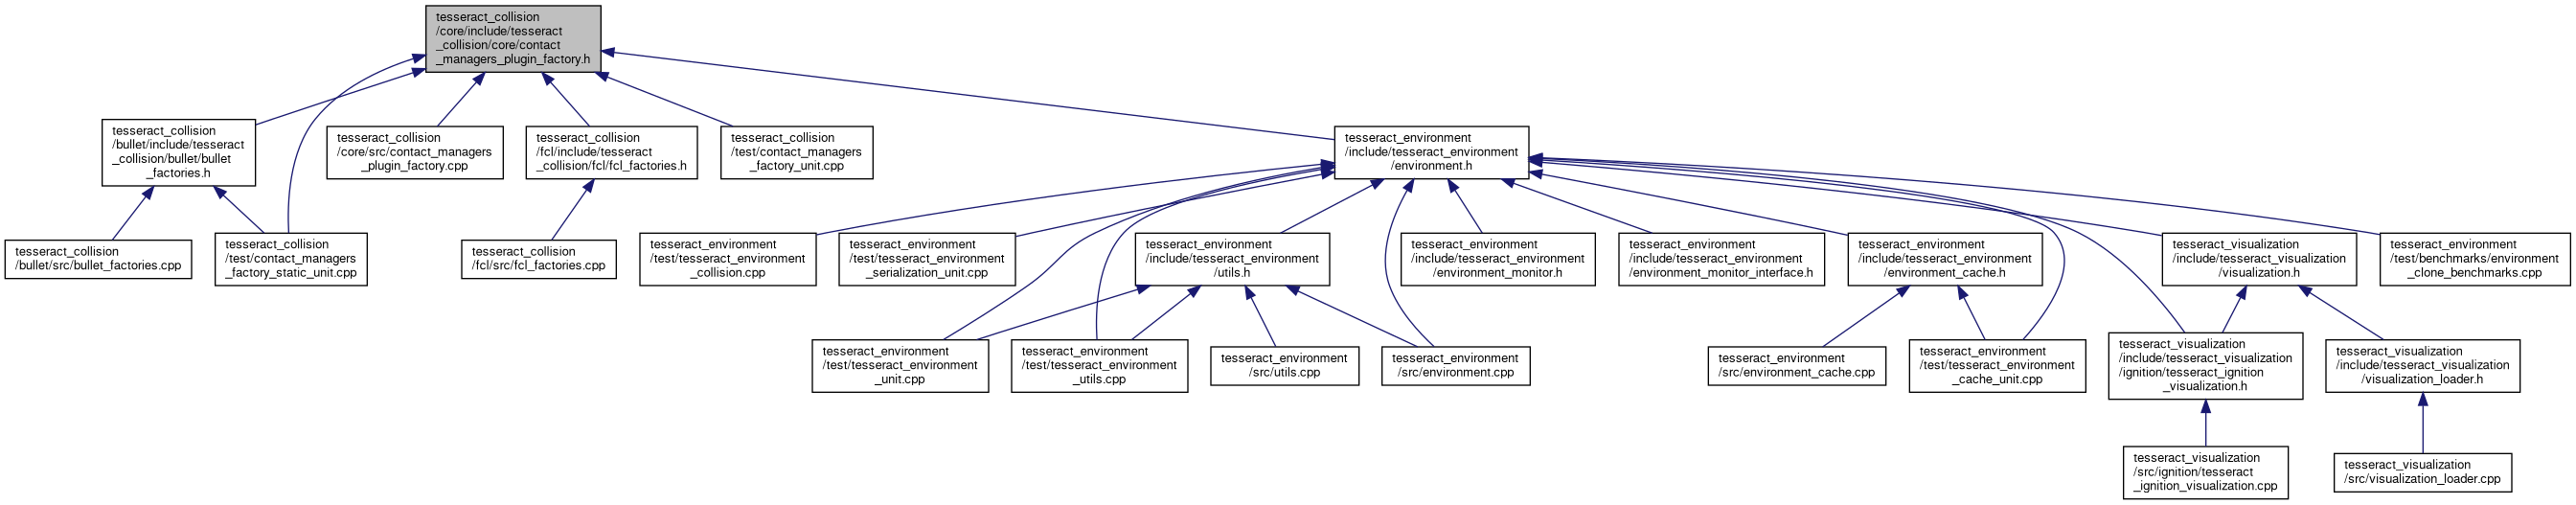 tesseract_collision
/core/include/tesseract
_collision/core/contact
_managers_plugin_factory.h
tesseract_collision
/bullet/include/tesseract
_collision/bullet/bullet
_factories.h
tesseract_collision
/core/src/contact_managers
_plugin_factory.cpp
tesseract_collision
/fcl/include/tesseract
_collision/fcl/fcl_factories.h
tesseract_collision
/test/contact_managers
_factory_unit.cpp
tesseract_environment
/include/tesseract_environment
/environment.h
tesseract_collision
/bullet/src/bullet_factories.cpp
tesseract_collision
/test/contact_managers
_factory_static_unit.cpp
tesseract_collision
/fcl/src/fcl_factories.cpp
tesseract_environment
/test/tesseract_environment
_collision.cpp
tesseract_environment
/test/tesseract_environment
_serialization_unit.cpp
tesseract_environment
/include/tesseract_environment
/utils.h
tesseract_environment
/include/tesseract_environment
/environment_monitor.h
tesseract_environment
/include/tesseract_environment
/environment_monitor_interface.h
tesseract_environment
/include/tesseract_environment
/environment_cache.h
tesseract_visualization
/include/tesseract_visualization
/visualization.h
tesseract_environment
/test/benchmarks/environment
_clone_benchmarks.cpp
tesseract_environment
/test/tesseract_environment
_unit.cpp
tesseract_environment
/test/tesseract_environment
_utils.cpp
tesseract_environment
/src/utils.cpp
tesseract_environment
/src/environment.cpp
tesseract_environment
/src/environment_cache.cpp
tesseract_environment
/test/tesseract_environment
_cache_unit.cpp
tesseract_visualization
/include/tesseract_visualization
/ignition/tesseract_ignition
_visualization.h
tesseract_visualization
/include/tesseract_visualization
/visualization_loader.h
tesseract_visualization
/src/ignition/tesseract
_ignition_visualization.cpp
tesseract_visualization
/src/visualization_loader.cpp